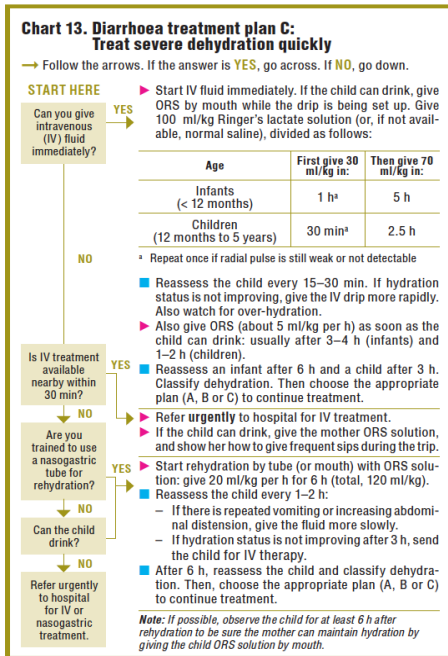 Chart 13. Diarrhoea treatment plan C:
Treat severe dehydration quickly
→ Follow the arrows. If the answer is YES, go across. If NO, go down.
START HERE
Can you give
intravenous
(IV) fluid
immediately?
YES
▶ Start IV fluid immediately. If the child can drink, give
ORS by mouth while the drip is being set up. Give
100 ml/kg Ringer’s lactate solution (or, if not avail-
able, normal saline), divided as follows:
Age
First give 30
ml/kg in:
Then give 70
ml/kg in:
Infants
(< 12 months)
1 hª
5 h
Children
(12 months to 5 years)
30 minª
2.5 h
ª Repeat once if radial pulse is still weak or not detectable
NO
■ Reassess the child every 15–30 min. If hydration
status is not improving, give the IV drip more rapidly.
Also watch for over-hydration.
▶ Also give ORS (about 5 ml/kg per h) as soon as the
child can drink: usually after 3–4 h (infants) and
1–2 h (children).
■ Reassess an infant after 6 h and a child after 3 h.
Classify dehydration. Then choose the appropriate
plan (A, B or C) to continue treatment.
Is IV treatment
available
nearby within
30 min?
YES
▶ Refer urgently to hospital for IV treatment.
▶ If the child can drink, give the mother ORS solution,
and show her how to give frequent sips during the trip.
NO
Are you
trained to use
a nasogastric
tube for
rehydration?
YES
▶ Start rehydration by tube (or mouth) with ORS solu-
tion: give 20 ml/kg per h for 6 h (total, 120 ml/kg).
■ Reassess the child every 1–2 h:
– If there is repeated vomiting or increasing abdomi-
nal distension, give the fluid more slowly.
– If hydration status is not improving after 3 h, send
the child for IV therapy.
■ After 6 h, reassess the child and classify dehydra-
tion. Then, choose the appropriate plan (A, B or C)
to continue treatment.
NO
Can the child
drink?
NO
Refer urgently
to hospital
for IV or
nasogastric
treatment.
Note: If possible, observe the child for at least 6 h after
rehydration to be sure the mother can maintain hydration by
giving the child ORS solution by mouth.